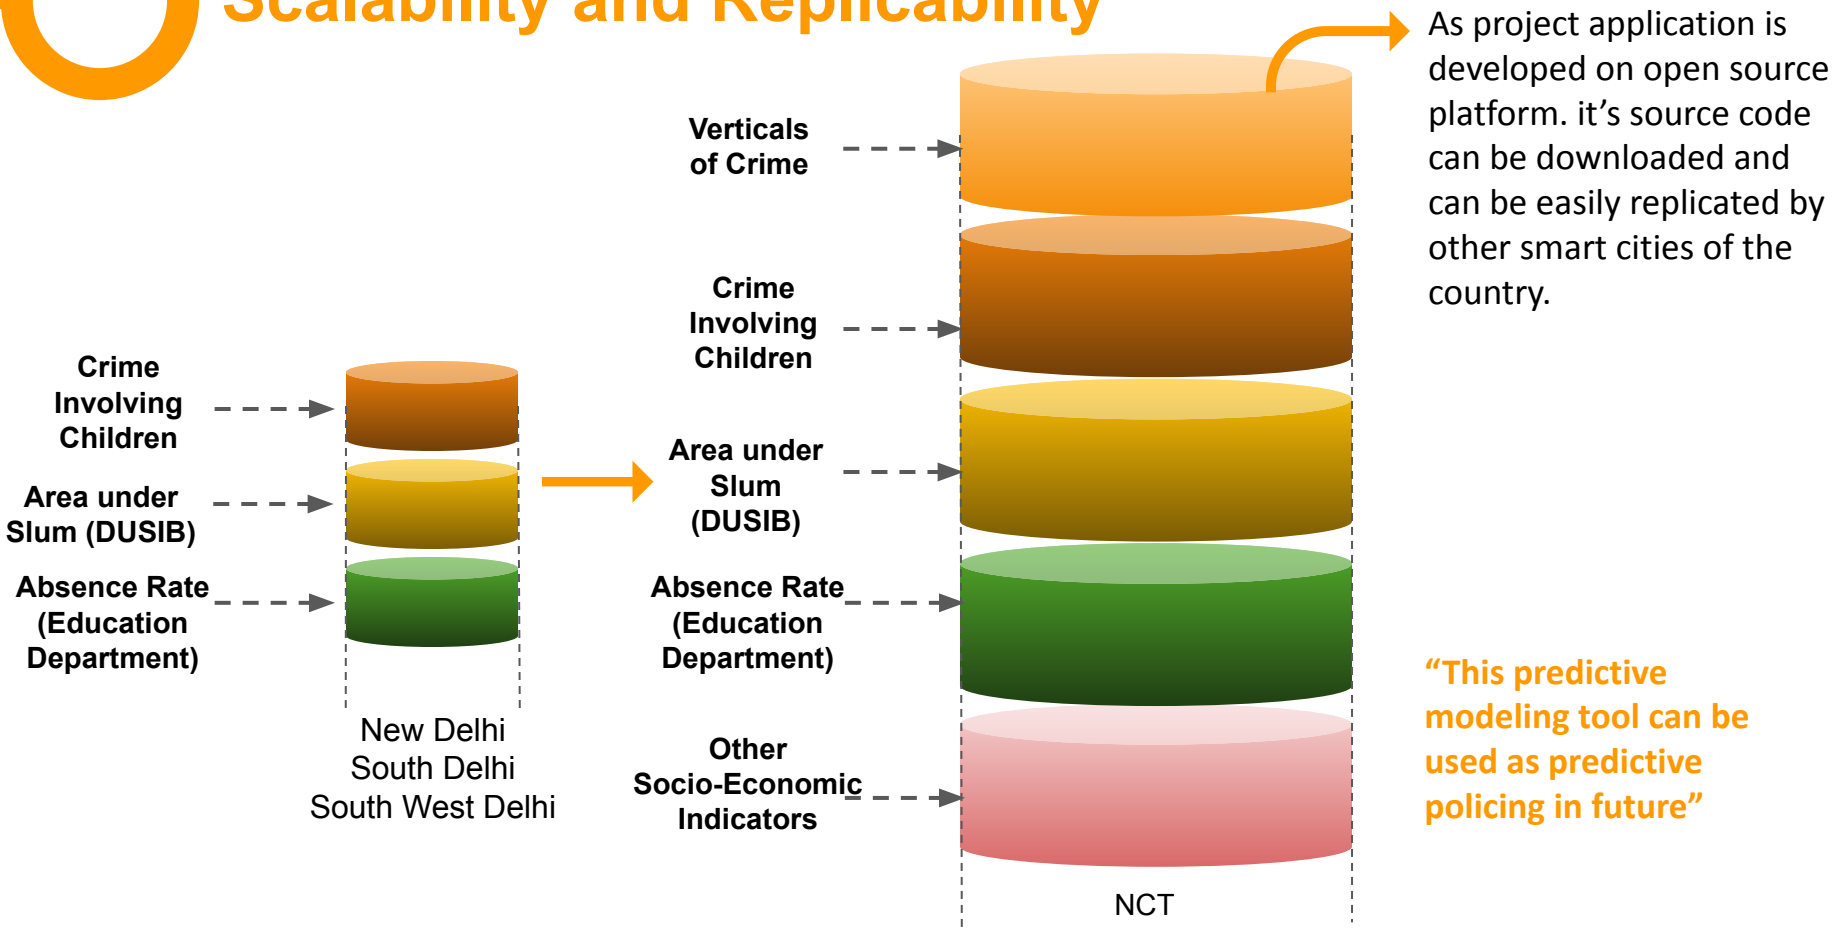 Scalability and Replicability
As project application is
developed on open source
platform. it’s source code
can be downloaded and
can be easily replicated by
other smart cities of the
country.
Verticals
of Crime
Crime
Involving
Children
Area under
Slum
(DUSIB)
Absence Rate
(Education
Department)
Other
Socio-Economic
Indicators
NCT
Crime
Involving
Children
Area under
Slum (DUSIB)
Absence Rate
(Education
Department)
New Delhi
South Delhi
South West Delhi
“This predictive
modeling tool can be
used as predictive
policing in future”